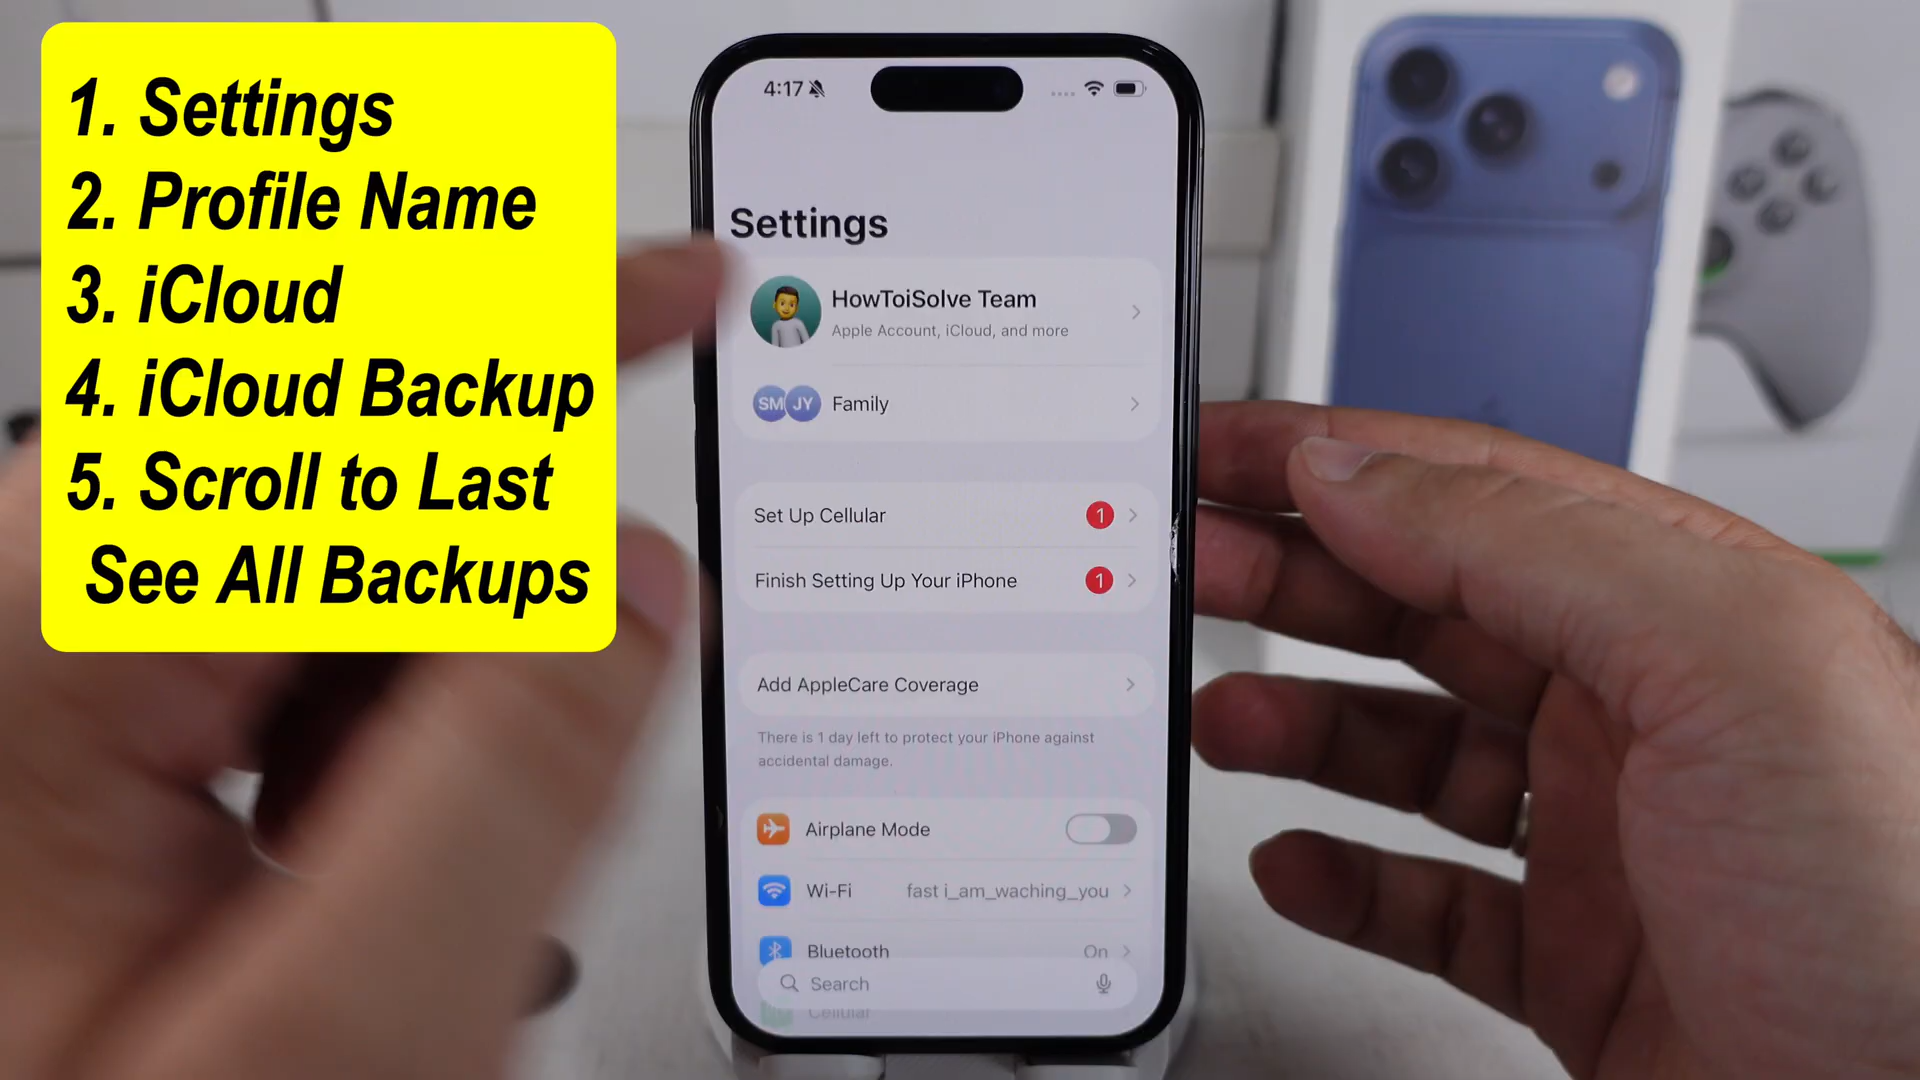 1. Settings
2. Profile Name
3. iCloud
4. iCloud Backup
5. Scroll to Last
See All Backups
4:17
Settings
HowToiSolve Team
Apple Account, iCloud, and more
SM JY Family
Set Up Cellular 1
Finish Setting Up Your iPhone 1
Add AppleCare Coverage
There is 1 day left to protect your iPhone against
accidental damage.
Airplane Mode
Wi-Fi fast i_am_waching_you
Bluetooth On
Search
Cellular